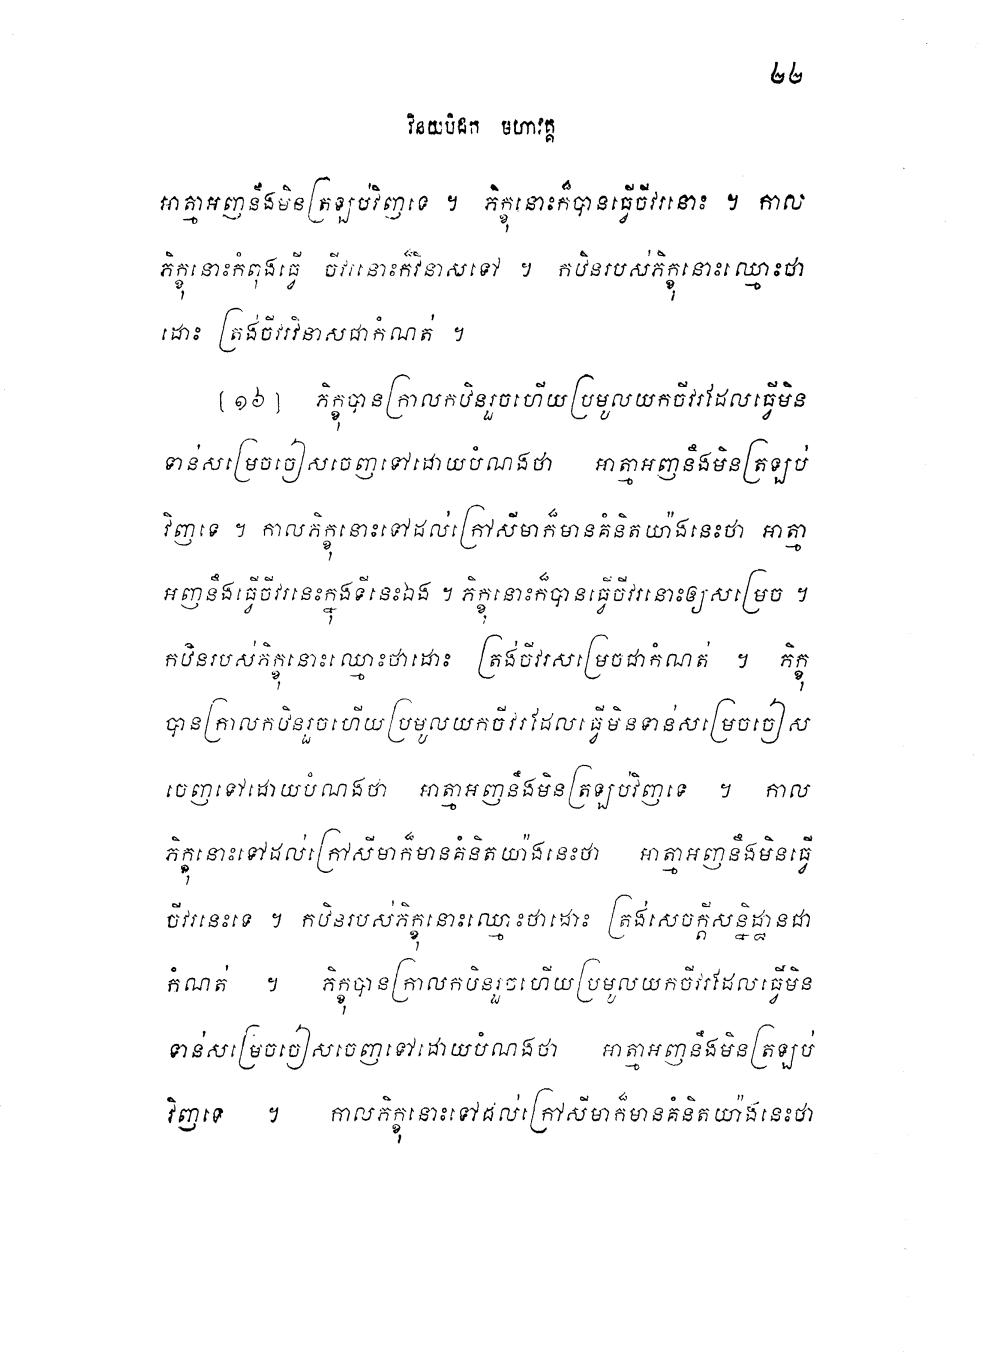 ២២
វិនយបិដក មហាវគ្គ
អាត្មាអញនឹងមិនត្រឡប់វិញទេ ។ ភិក្ខុនោះក៏បានធ្វើចីវរនោះ ។ កាល
ភិក្ខុនោះកំពុងធ្វើ ចីវរនោះក៏វិនាសទៅ ។ កឋិនរបស់ភិក្ខុនោះឈ្មោះថា
ដោះ ត្រង់ចីវរវិនាសជាកំណត់ ។
(១៦) ភិក្ខុបានក្រាលកឋិនរួចហើយប្រមូលយកចីវរដែលធ្វើមិន
ទាន់សម្រេចចៀសចេញទៅដោយបំណងថា អាត្មាអញនឹងមិនត្រឡប់
វិញទេ ។ កាលភិក្ខុនោះទៅដល់ក្រៅសីមាក៏មានគំនិតយ៉ាងនេះថា អាត្មា
អញនឹងធ្វើចីវរនេះក្នុងទីនេះឯង ។ ភិក្ខុនោះក៏បានធ្វើចីវរនោះឲ្យសម្រេច ។
កឋិនរបស់ភិក្ខុនោះឈ្មោះថាដោះ ត្រង់ចីវរសម្រេចជាកំណត់ ។ ភិក្ខុ
បានក្រាលកឋិនរួចហើយប្រមូលយកចីវរដែលធ្វើមិនទាន់សម្រេចចៀស
ចេញទៅដោយបំណងថា អាត្មាអញនឹងមិនត្រឡប់វិញទេ ។ កាល
ភិក្ខុនោះទៅដល់ក្រៅសីមាក៏មានគំនិតយ៉ាងនេះថា អាត្មាអញនឹងមិនធ្វើ
ចីវរនេះទេ ។ កឋិនរបស់ភិក្ខុនោះឈ្មោះថាដោះ ត្រង់សេចក្តីសន្និដ្ឋានជា
កំណត់ ។ ភិក្ខុបានក្រាលកឋិនរួចហើយប្រមូលយកចីវរដែលធ្វើមិន
ទាន់សម្រេចចៀសចេញទៅដោយបំណងថា អាត្មាអញនឹងមិនត្រឡប់
វិញទេ ។ កាលភិក្ខុនោះទៅដល់ក្រៅសីមាក៏មានគំនិតយ៉ាងនេះថា